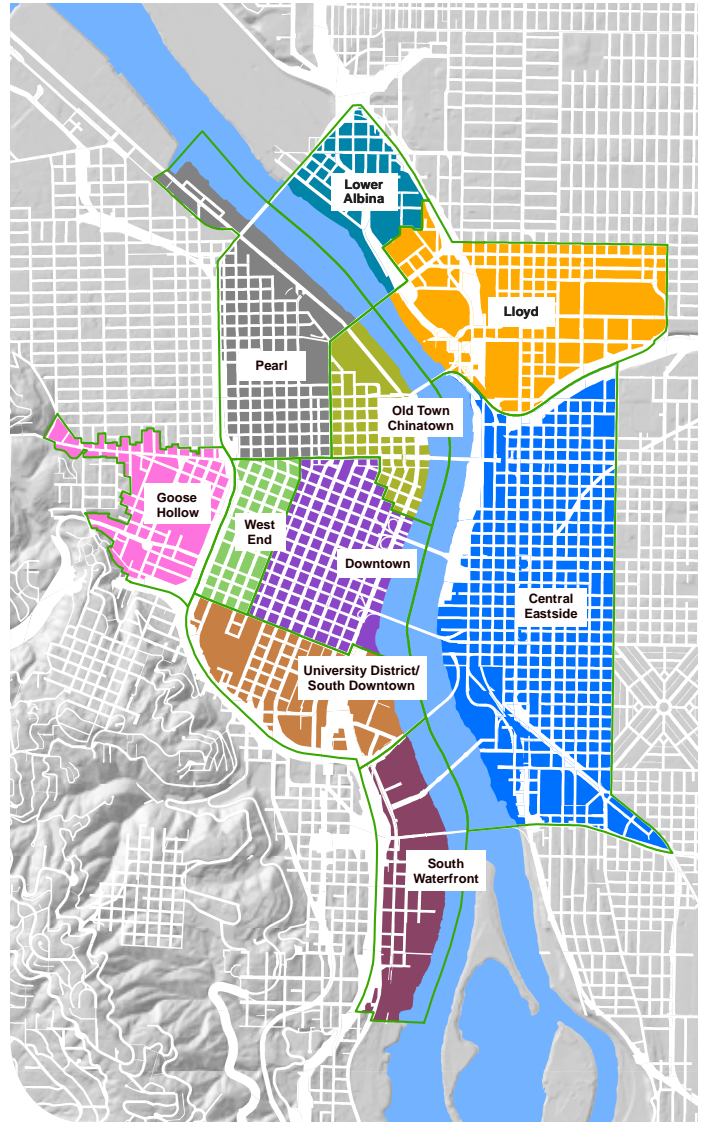 Lower
Albina
Lloyd
Pearl
Old Town
Chinatown
Goose
Hollow
West
End
Downtown
Central
Eastside
University District/
South Downtown
South
Waterfront